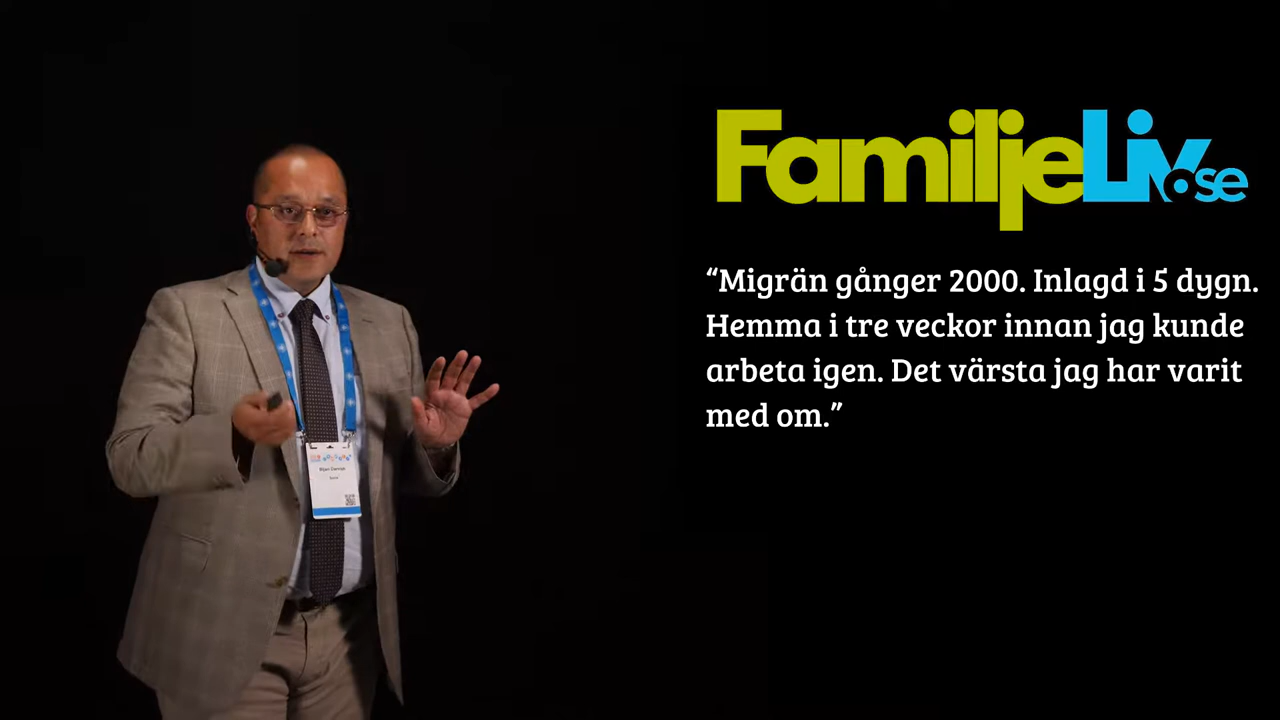 FamiljeLiv.se
“Migrän gånger 2000. Inlagd i 5 dygn.
Hemma i tre veckor innan jag kunde
arbeta igen. Det värsta jag har varit
med om.”